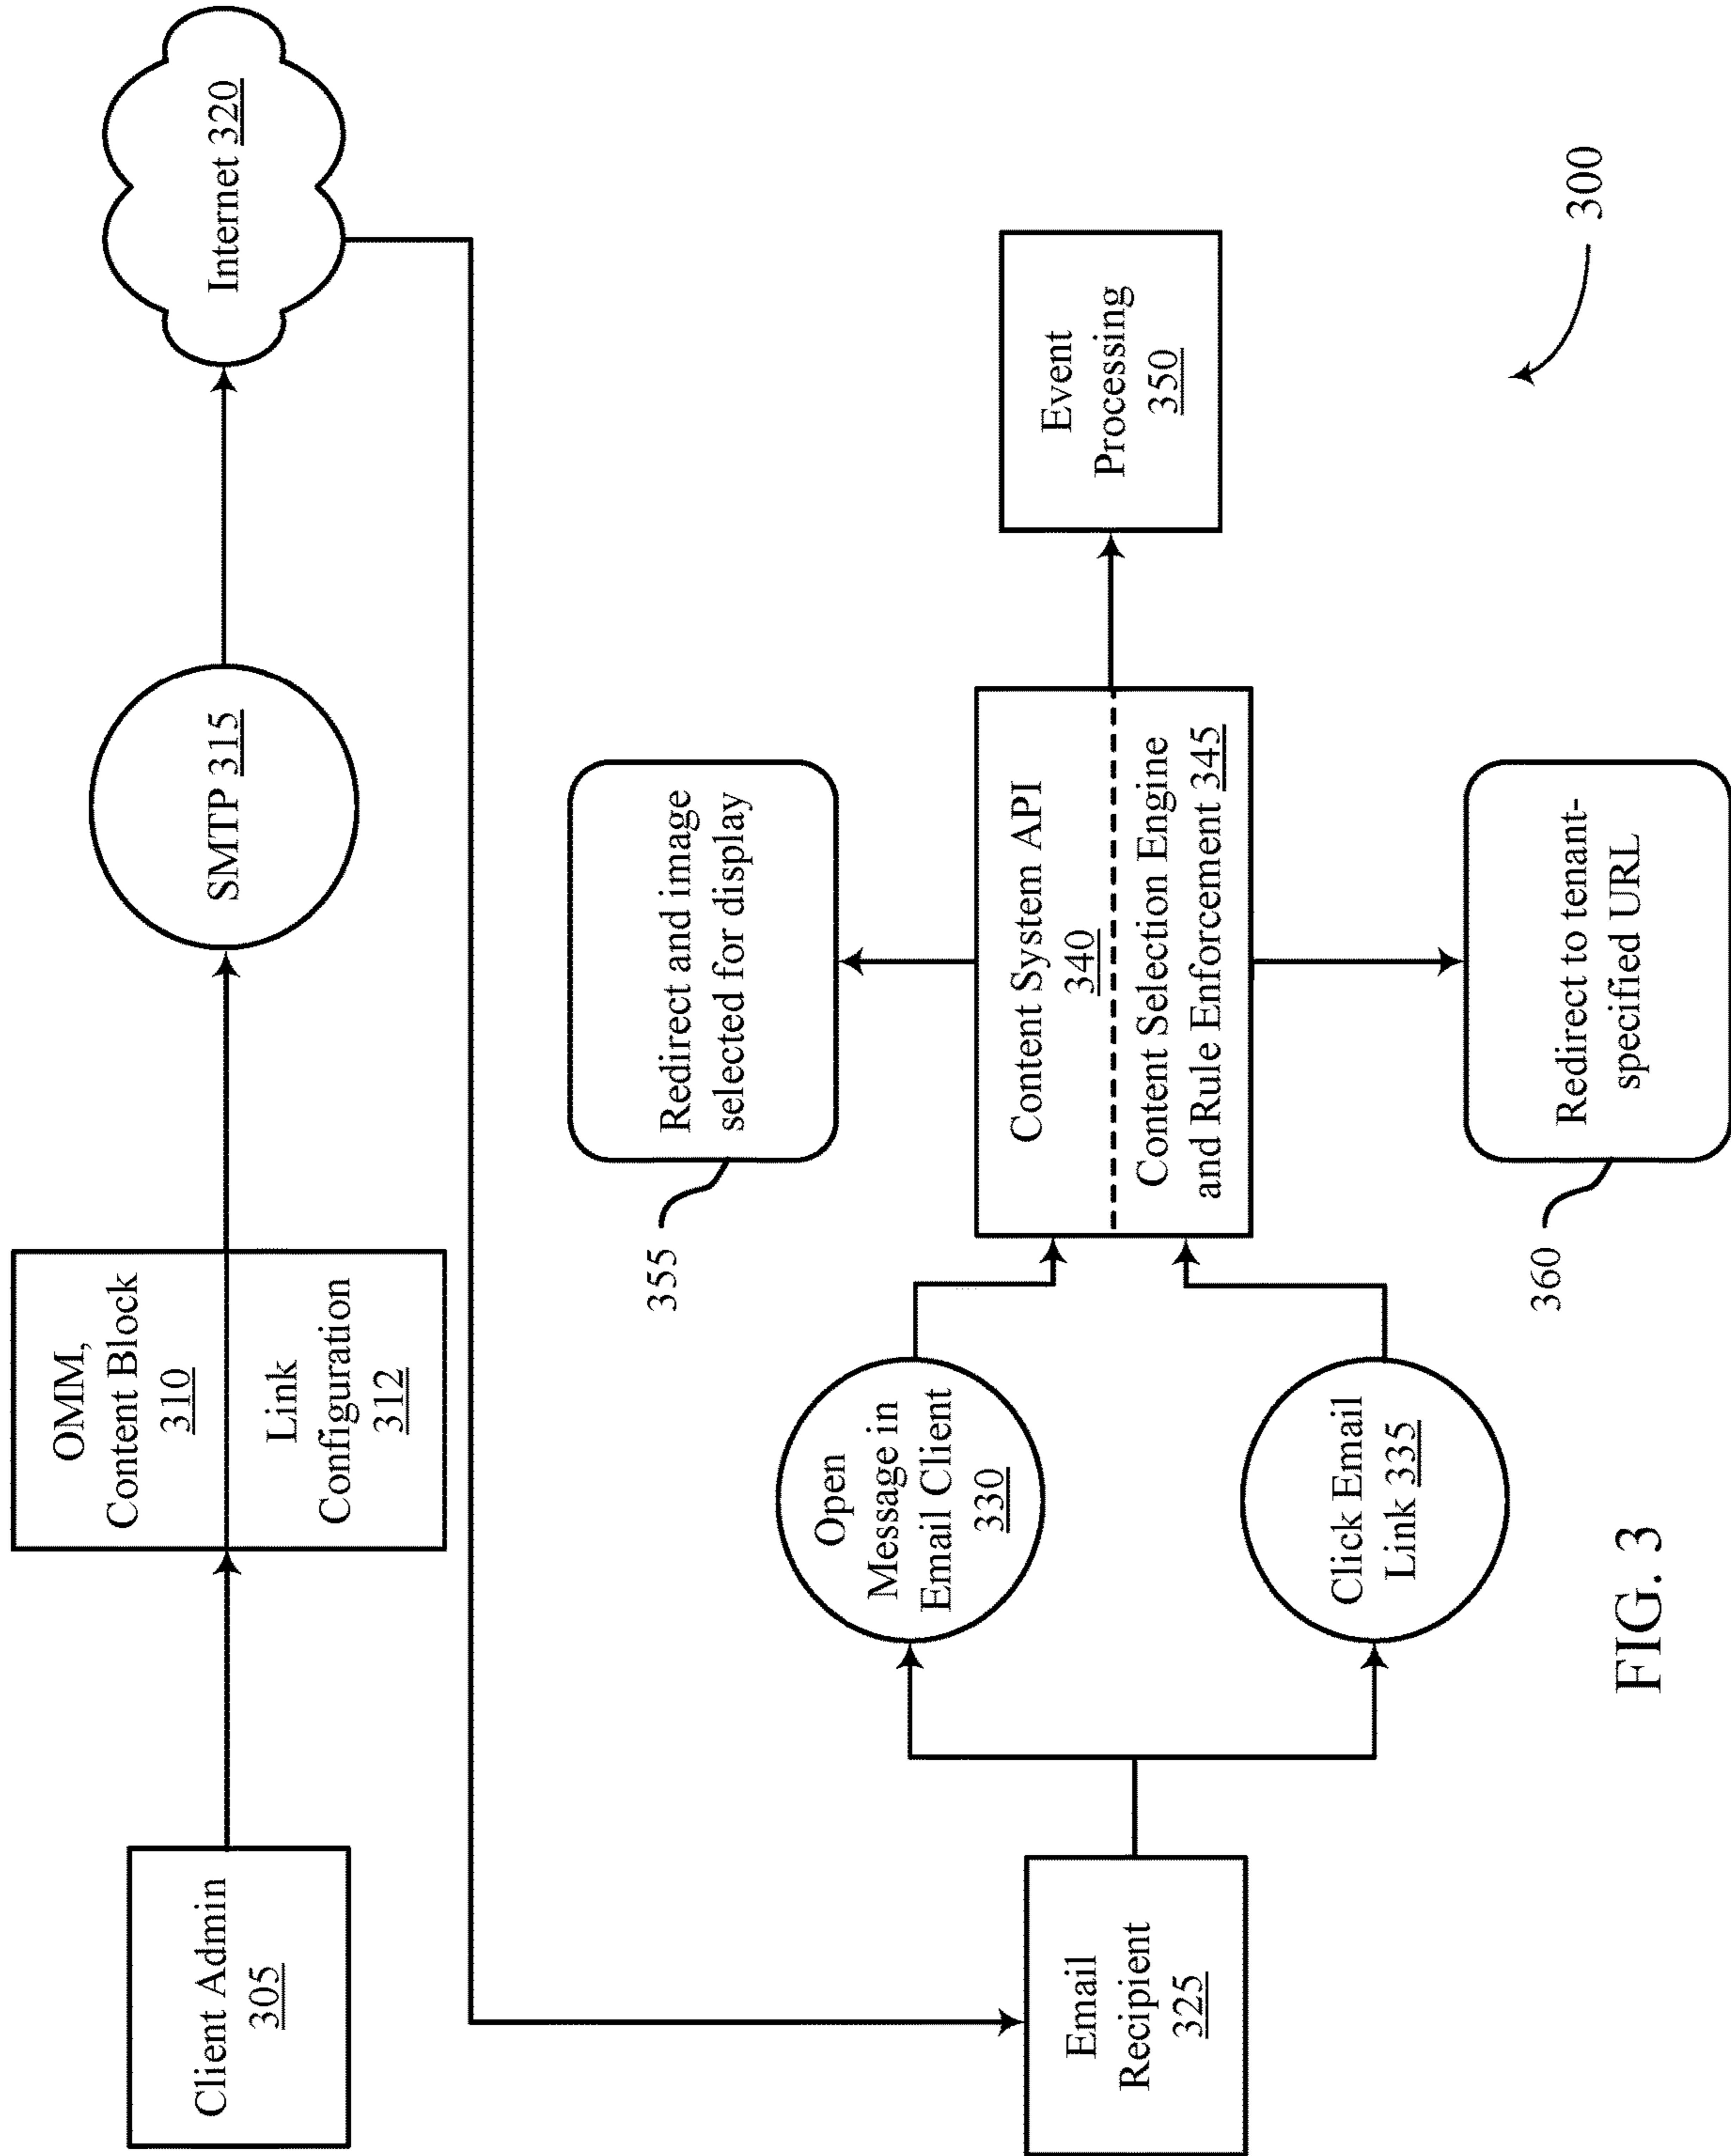 Client Admin
305
OMM,
Content Block
310
Link
Configuration
312
SMTP 315
Internet 320
Email
Recipient
325
Open
Message in
Email Client
330
Click Email
Link 335
355
Redirect and image
selected for display
Content System API
340
Content Selection Engine
and Rule Enforcement 345
360
Redirect to tenant-
specified URL
Event
Processing
350
300
FIG. 3